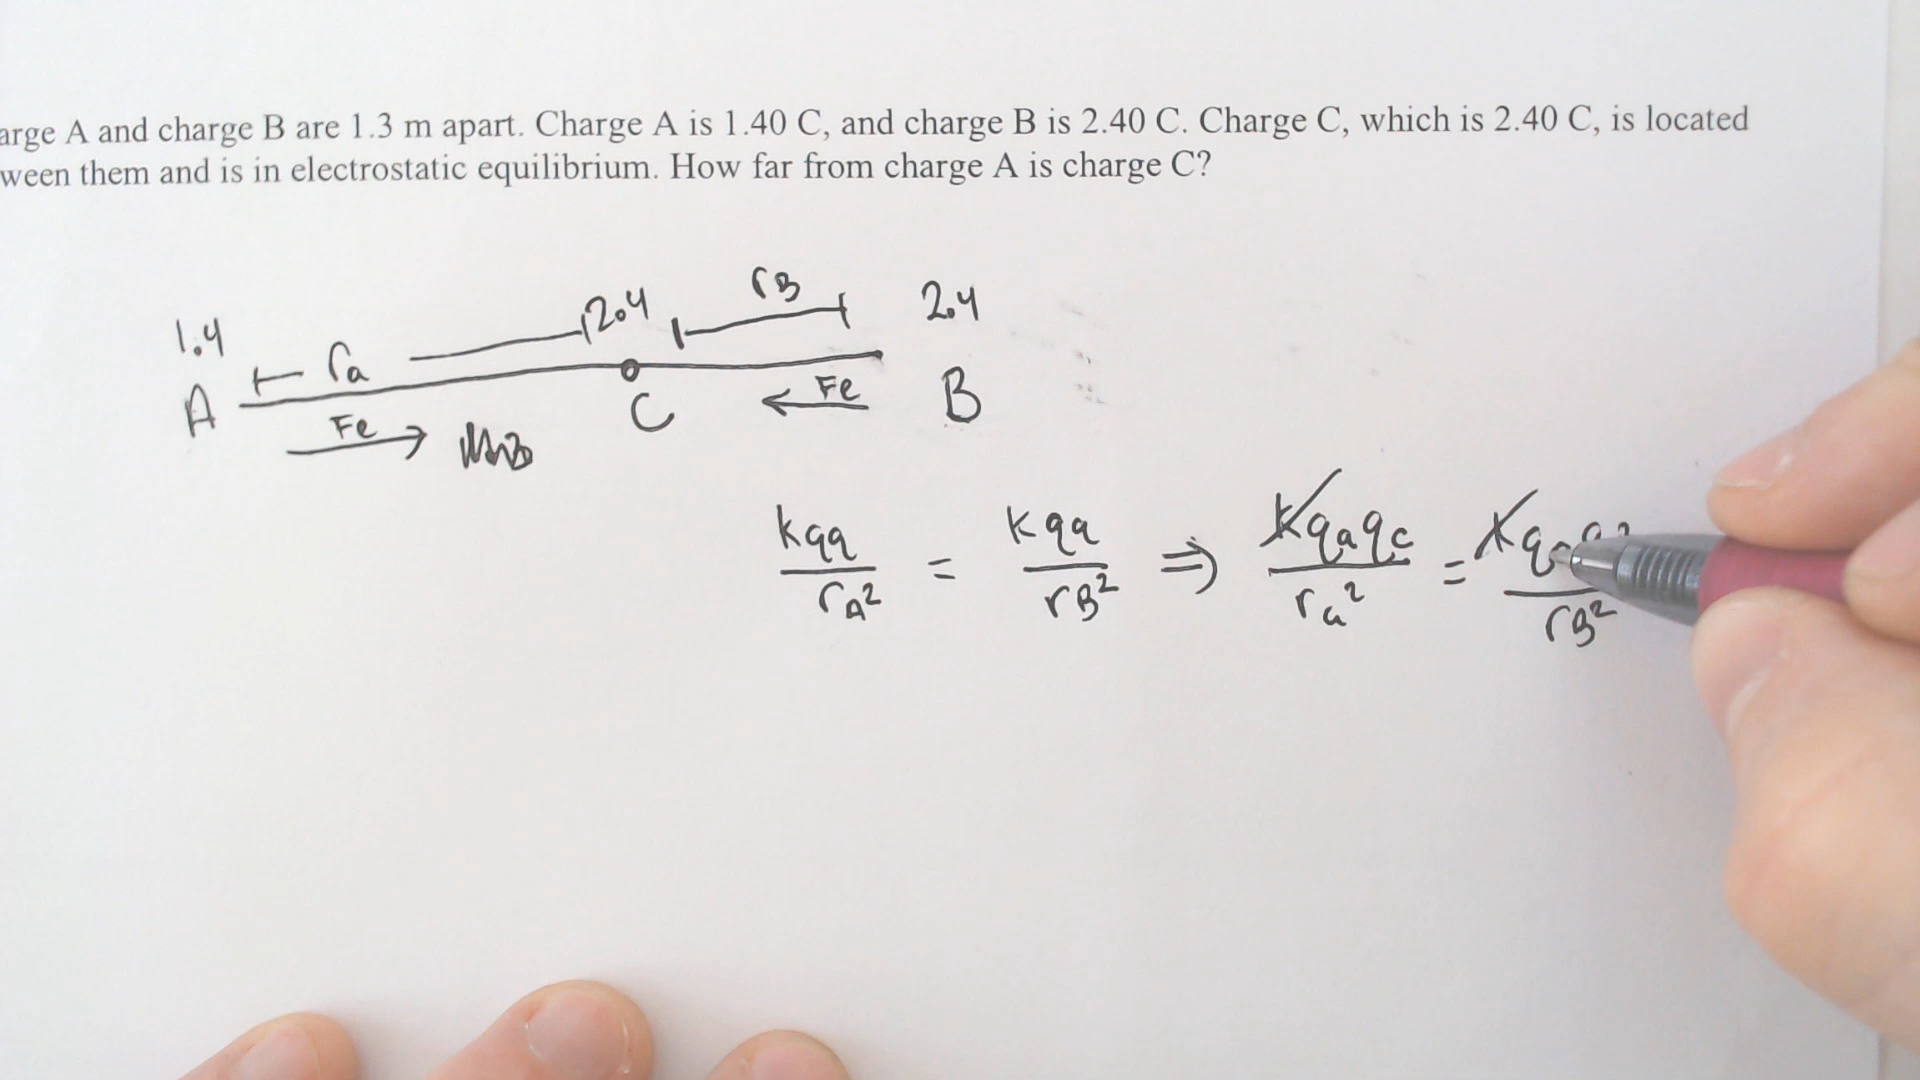 arge A and charge B are 1.3 m apart. Charge A is 1.40 C, and charge B is 2.40 C. Charge C, which is 2.40 C, is located
ween them and is in electrostatic equilibrium. How far from charge A is charge C?
1.4 ra 2.4 rB 2.4
A Fe C Fe B
kqq/rA² = kqq/rB² ⇒ kqaqc/ra² = kq /rB²